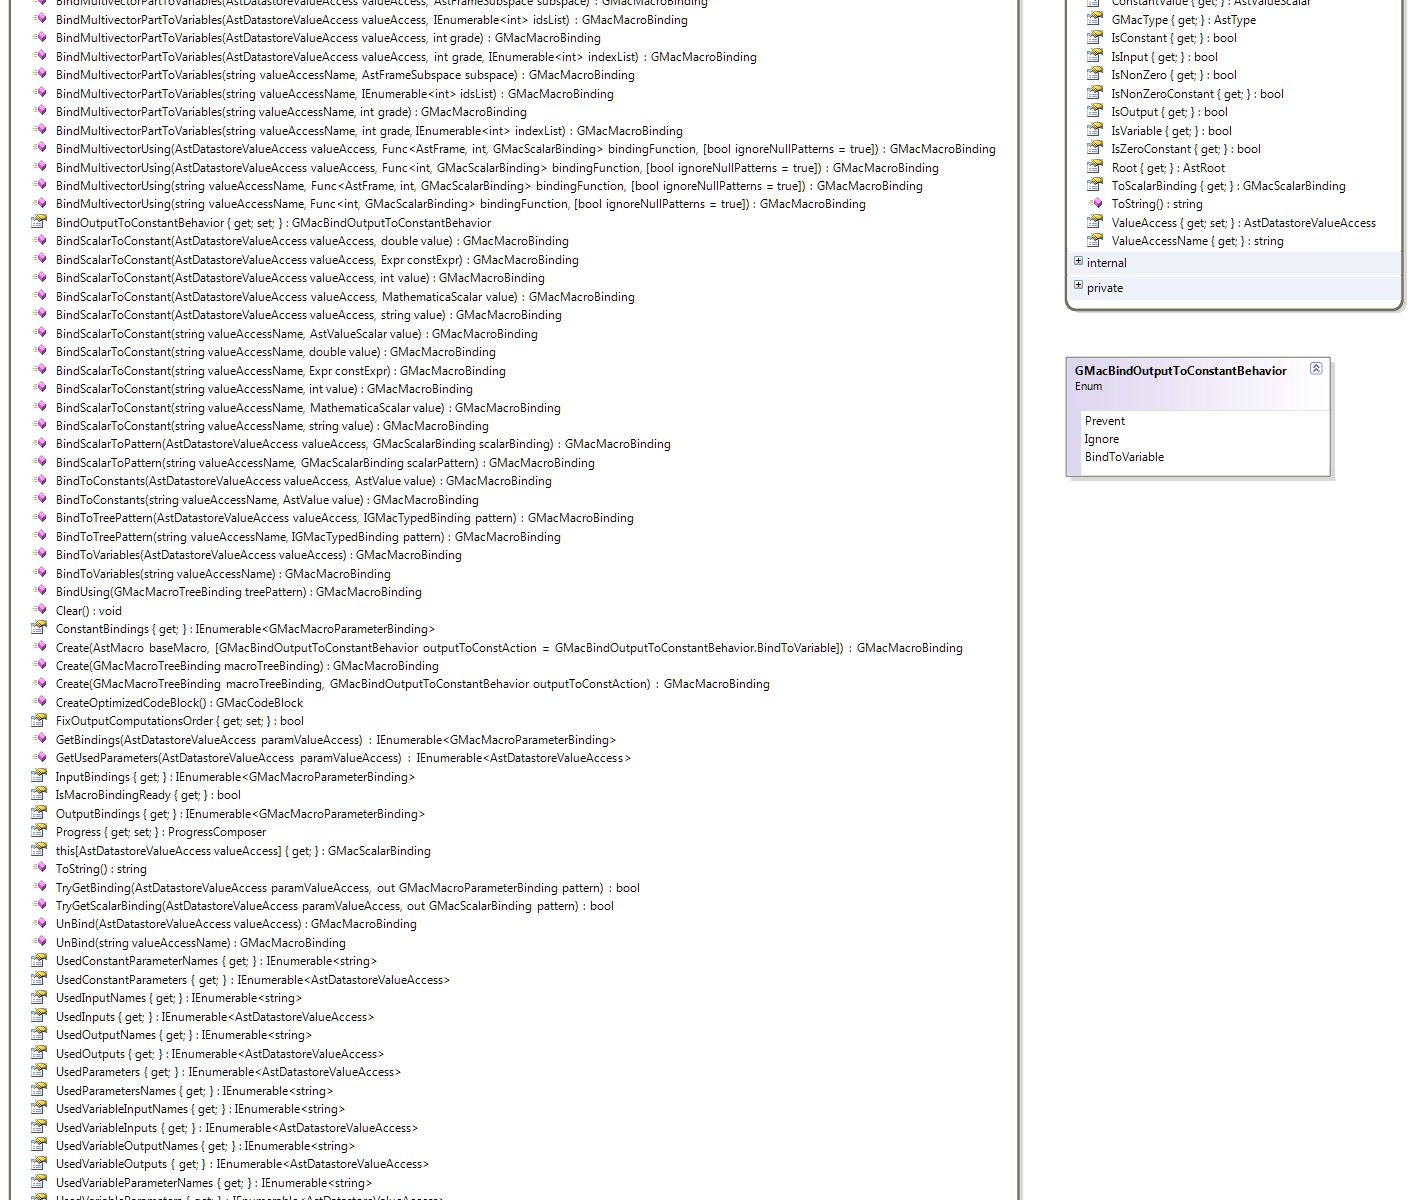 BindMultivectorPartToVariables(AstDatastoreValueAccess valueAccess, AstFrameSubspace subspace) : GMacMacroBinding
BindMultivectorPartToVariables(AstDatastoreValueAccess valueAccess, IEnumerable<int> idsList) : GMacMacroBinding
BindMultivectorPartToVariables(AstDatastoreValueAccess valueAccess, int grade) : GMacMacroBinding
BindMultivectorPartToVariables(AstDatastoreValueAccess valueAccess, int grade, IEnumerable<int> indexList) : GMacMacroBinding
BindMultivectorPartToVariables(string valueAccessName, AstFrameSubspace subspace) : GMacMacroBinding
BindMultivectorPartToVariables(string valueAccessName, IEnumerable<int> idsList) : GMacMacroBinding
BindMultivectorPartToVariables(string valueAccessName, int grade) : GMacMacroBinding
BindMultivectorPartToVariables(string valueAccessName, int grade, IEnumerable<int> indexList) : GMacMacroBinding
BindMultivectorUsing(AstDatastoreValueAccess valueAccess, Func<AstFrame, int, GMacScalarBinding> bindingFunction, [bool ignoreNullPatterns = true]) : GMacMacroBinding
BindMultivectorUsing(AstDatastoreValueAccess valueAccess, Func<int, GMacScalarBinding> bindingFunction, [bool ignoreNullPatterns = true]) : GMacMacroBinding
BindMultivectorUsing(string valueAccessName, Func<AstFrame, int, GMacScalarBinding> bindingFunction, [bool ignoreNullPatterns = true]) : GMacMacroBinding
BindMultivectorUsing(string valueAccessName, Func<int, GMacScalarBinding> bindingFunction, [bool ignoreNullPatterns = true]) : GMacMacroBinding
BindOutputToConstantBehavior { get; set; } : GMacBindOutputToConstantBehavior
BindScalarToConstant(AstDatastoreValueAccess valueAccess, double value) : GMacMacroBinding
BindScalarToConstant(AstDatastoreValueAccess valueAccess, Expr constExpr) : GMacMacroBinding
BindScalarToConstant(AstDatastoreValueAccess valueAccess, int value) : GMacMacroBinding
BindScalarToConstant(AstDatastoreValueAccess valueAccess, MathematicaScalar value) : GMacMacroBinding
BindScalarToConstant(AstDatastoreValueAccess valueAccess, string value) : GMacMacroBinding
BindScalarToConstant(string valueAccessName, AstValueScalar value) : GMacMacroBinding
BindScalarToConstant(string valueAccessName, double value) : GMacMacroBinding
BindScalarToConstant(string valueAccessName, Expr constExpr) : GMacMacroBinding
BindScalarToConstant(string valueAccessName, int value) : GMacMacroBinding
BindScalarToConstant(string valueAccessName, MathematicaScalar value) : GMacMacroBinding
BindScalarToConstant(string valueAccessName, string value) : GMacMacroBinding
BindScalarToPattern(AstDatastoreValueAccess valueAccess, GMacScalarBinding scalarBinding) : GMacMacroBinding
BindScalarToPattern(string valueAccessName, GMacScalarBinding scalarPattern) : GMacMacroBinding
BindToConstants(AstDatastoreValueAccess valueAccess, AstValue value) : GMacMacroBinding
BindToConstants(string valueAccessName, AstValue value) : GMacMacroBinding
BindToTreePattern(AstDatastoreValueAccess valueAccess, IGMacTypedBinding pattern) : GMacMacroBinding
BindToTreePattern(string valueAccessName, IGMacTypedBinding pattern) : GMacMacroBinding
BindToVariables(AstDatastoreValueAccess valueAccess) : GMacMacroBinding
BindToVariables(string valueAccessName) : GMacMacroBinding
BindUsing(GMacMacroTreeBinding treePattern) : GMacMacroBinding
Clear() : void
ConstantBindings { get; } : IEnumerable<GMacMacroParameterBinding>
Create(AstMacro baseMacro, [GMacBindOutputToConstantBehavior outputToConstAction = GMacBindOutputToConstantBehavior.BindToVariable]) : GMacMacroBinding
Create(GMacMacroTreeBinding macroTreeBinding) : GMacMacroBinding
Create(GMacMacroTreeBinding macroTreeBinding, GMacBindOutputToConstantBehavior outputToConstAction) : GMacMacroBinding
CreateOptimizedCodeBlock() : GMacCodeBlock
FixOutputComputationsOrder { get; set; } : bool
GetBindings(AstDatastoreValueAccess paramValueAccess) : IEnumerable<GMacMacroParameterBinding>
GetUsedParameters(AstDatastoreValueAccess paramValueAccess) : IEnumerable<AstDatastoreValueAccess>
InputBindings { get; } : IEnumerable<GMacMacroParameterBinding>
IsMacroBindingReady { get; } : bool
OutputBindings { get; } : IEnumerable<GMacMacroParameterBinding>
Progress { get; set; } : ProgressComposer
this[AstDatastoreValueAccess valueAccess] { get; } : GMacScalarBinding
ToString() : string
TryGetBinding(AstDatastoreValueAccess paramValueAccess, out GMacMacroParameterBinding pattern) : bool
TryGetScalarBinding(AstDatastoreValueAccess paramValueAccess, out GMacScalarBinding pattern) : bool
UnBind(AstDatastoreValueAccess valueAccess) : GMacMacroBinding
UnBind(string valueAccessName) : GMacMacroBinding
UsedConstantParameterNames { get; } : IEnumerable<string>
UsedConstantParameters { get; } : IEnumerable<AstDatastoreValueAccess>
UsedInputNames { get; } : IEnumerable<string>
UsedInputs { get; } : IEnumerable<AstDatastoreValueAccess>
UsedOutputNames { get; } : IEnumerable<string>
UsedOutputs { get; } : IEnumerable<AstDatastoreValueAccess>
UsedParameters { get; } : IEnumerable<AstDatastoreValueAccess>
UsedParametersNames { get; } : IEnumerable<string>
UsedVariableInputNames { get; } : IEnumerable<string>
UsedVariableInputs { get; } : IEnumerable<AstDatastoreValueAccess>
UsedVariableOutputNames { get; } : IEnumerable<string>
UsedVariableOutputs { get; } : IEnumerable<AstDatastoreValueAccess>
UsedVariableParameterNames { get; } : IEnumerable<string>
UsedVariableParameters { get; } : IEnumerable<AstDatastoreValueAccess>
ConstantValue { get; } : AstValueScalar
GMacType { get; } : AstType
IsConstant { get; } : bool
IsInput { get; } : bool
IsNonZero { get; } : bool
IsNonZeroConstant { get; } : bool
IsOutput { get; } : bool
IsVariable { get; } : bool
IsZeroConstant { get; } : bool
Root { get; } : AstRoot
ToScalarBinding { get; } : GMacScalarBinding
ToString() : string
ValueAccess { get; set; } : AstDatastoreValueAccess
ValueAccessName { get; } : string
internal
private
GMacBindOutputToConstantBehavior
Enum
Prevent
Ignore
BindToVariable